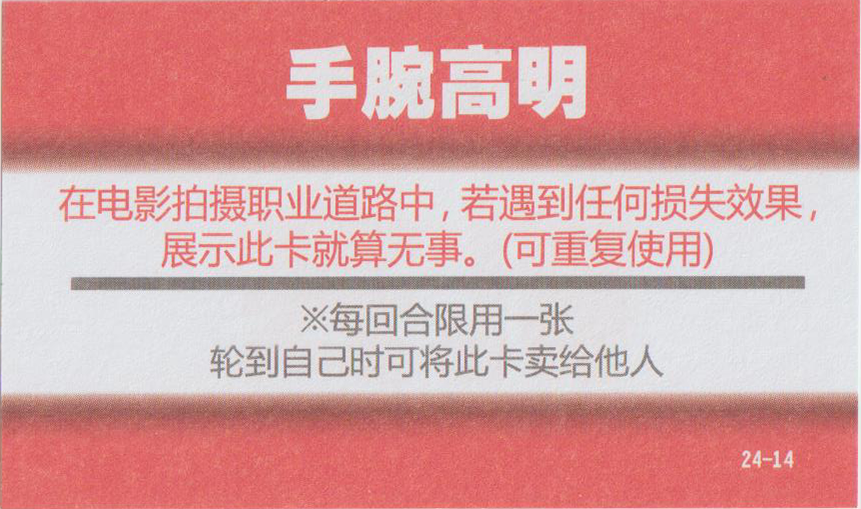 手腕高明
在电影拍摄职业道路中,若遇到任何损失效果,
展示此卡就算无事。(可重复使用)
※每回合限用一张
轮到自己时可将此卡卖给他人
24-14